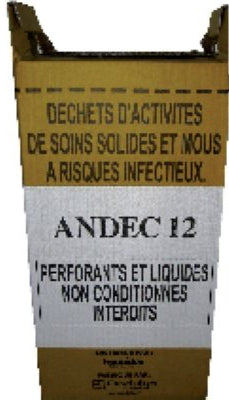 DECHETS D'ACTIVITES
DE SOINS SOLIDES ET MOUS
A RISQUES INFECTIEUX.
ANDEC 12
PERFORANTS ET LIQUIDES
NON CONDITIONNES
INTERDITS